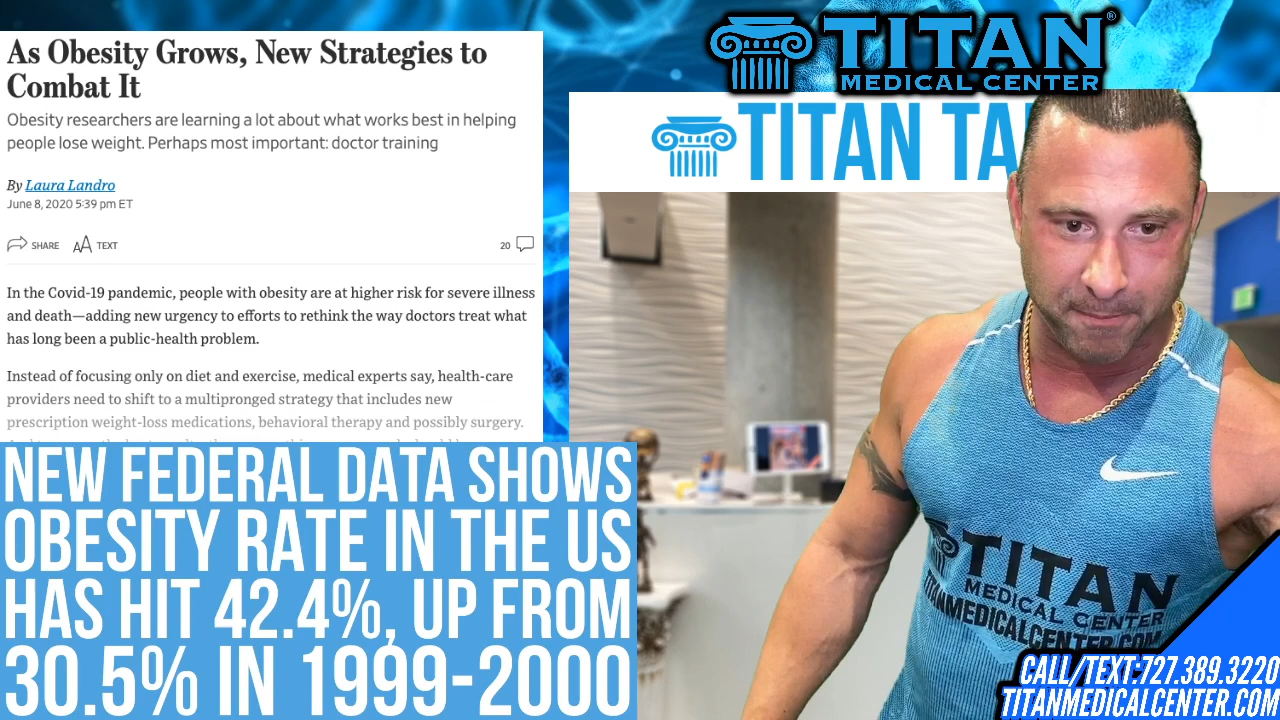 As Obesity Grows, New Strategies to
Combat It
Obesity researchers are learning a lot about what works best in helping
people lose weight. Perhaps most important: doctor training
By Laura Landro
June 8, 2020 5:39 pm ET
SHARE AA TEXT 20
In the Covid-19 pandemic, people with obesity are at higher risk for severe illness
and death—adding new urgency to efforts to rethink the way doctors treat what
has long been a public-health problem.
Instead of focusing only on diet and exercise, medical experts say, health-care
providers need to shift to a multipronged strategy that includes new
prescription weight-loss medications, behavioral therapy and possibly surgery.
NEW FEDERAL DATA SHOWS
OBESITY RATE IN THE US
HAS HIT 42.4%, UP FROM
30.5% IN 1999-2000
TITAN®
MEDICAL CENTER
TITAN TA
TITAN
MEDICAL CENTER
TITANMEDICALCENTER.COM
CALL/TEXT:727.389.3220
TITANMEDICALCENTER.COM